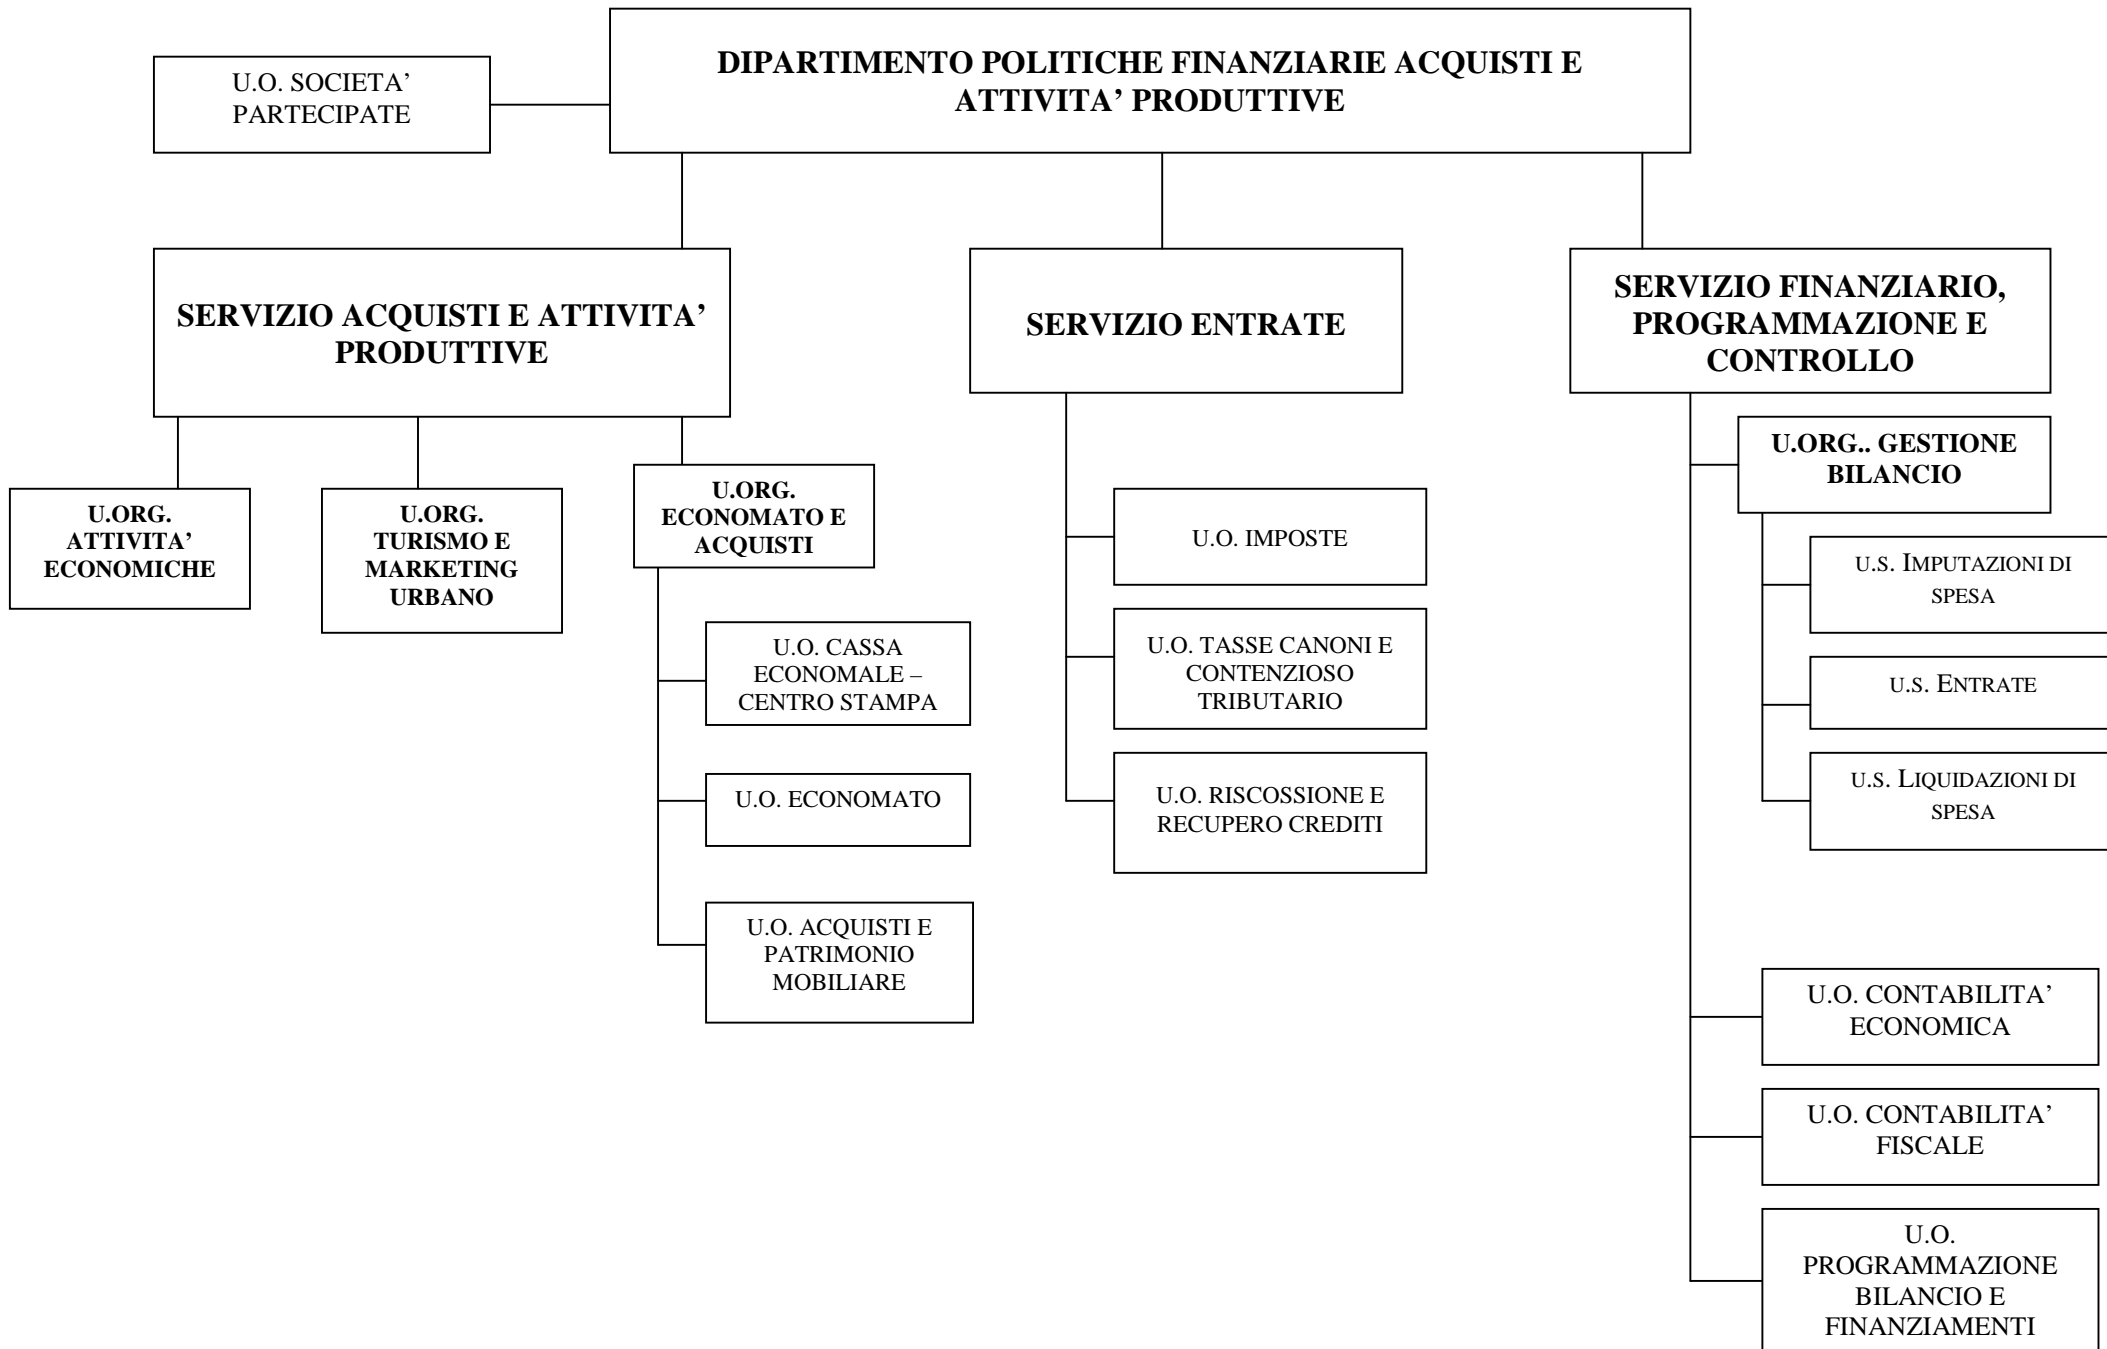 DIPARTIMENTO POLITICHE FINANZIARIE ACQUISTI E
ATTIVITA’ PRODUTTIVE
U.O. SOCIETA’
PARTECIPATE
SERVIZIO ACQUISTI E ATTIVITA’
PRODUTTIVE
U.ORG.
ATTIVITA’
ECONOMICHE
U.ORG.
TURISMO E
MARKETING
URBANO
U.ORG.
ECONOMATO E
ACQUISTI
U.O. CASSA
ECONOMALE –
CENTRO STAMPA
U.O. ECONOMATO
U.O. ACQUISTI E
PATRIMONIO
MOBILIARE
SERVIZIO ENTRATE
U.O. IMPOSTE
U.O. TASSE CANONI E
CONTENZIOSO
TRIBUTARIO
U.O. RISCOSSIONE E
RECUPERO CREDITI
SERVIZIO FINANZIARIO,
PROGRAMMAZIONE E
CONTROLLO
U.ORG.. GESTIONE
BILANCIO
U.S. IMPUTAZIONI DI
SPESA
U.S. ENTRATE
U.S. LIQUIDAZIONI DI
SPESA
U.O. CONTABILITA’
ECONOMICA
U.O. CONTABILITA’
FISCALE
U.O.
PROGRAMMAZIONE
BILANCIO E
FINANZIAMENTI